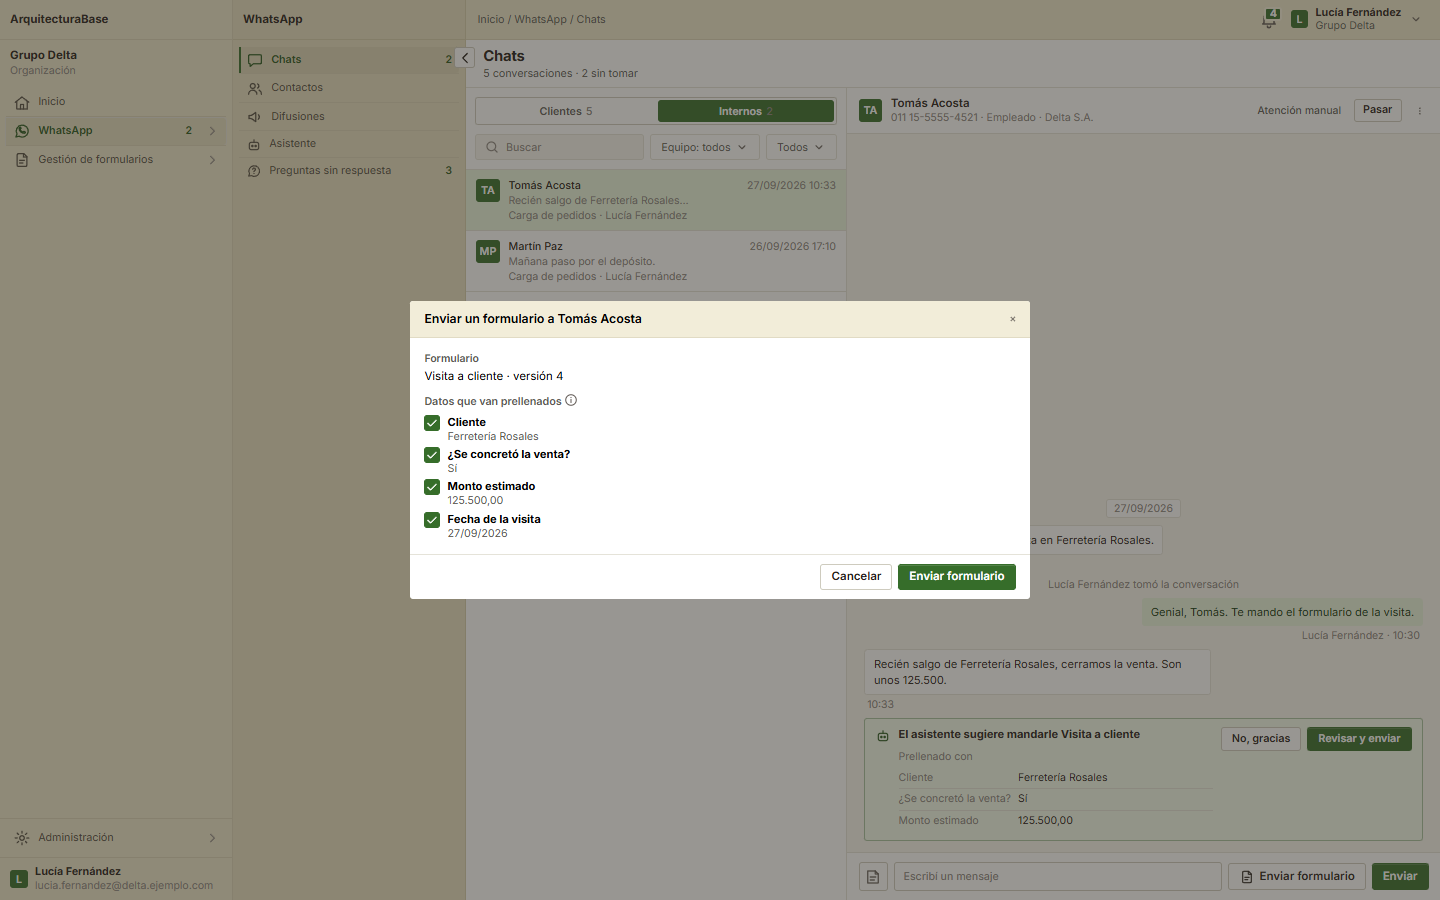 ArquitecturaBase
Grupo Delta
Organización
Inicio
WhatsApp 2
Gestión de formularios
Administración
L Lucía Fernández
lucia.fernandez@delta.ejemplo.com
WhatsApp
Chats 2
Contactos
Difusiones
Asistente
Preguntas sin respuesta 3
Inicio / WhatsApp / Chats
4
L Lucía Fernández
Grupo Delta
Chats
5 conversaciones · 2 sin tomar
Clientes 5 Internos 2
Buscar Equipo: todos Todos
TA Tomás Acosta 27/09/2026 10:33
Recién salgo de Ferretería Rosales...
Carga de pedidos · Lucía Fernández
MP Martín Paz 26/09/2026 17:10
Mañana paso por el depósito.
Carga de pedidos · Lucía Fernández
TA Tomás Acosta
011 15-5555-4521 · Empleado · Delta S.A.
Atención manual Pasar
27/09/2026
a en Ferretería Rosales.
Lucía Fernández tomó la conversación
Genial, Tomás. Te mando el formulario de la visita.
Lucía Fernández · 10:30
Recién salgo de Ferretería Rosales, cerramos la venta. Son
unos 125.500.
10:33
El asistente sugiere mandarle Visita a cliente
No, gracias Revisar y enviar
Prellenado con
Cliente Ferretería Rosales
¿Se concretó la venta? Sí
Monto estimado 125.500,00
Escribí un mensaje Enviar formulario Enviar
Enviar un formulario a Tomás Acosta ×
Formulario
Visita a cliente · versión 4
Datos que van prellenados
Cliente
Ferretería Rosales
¿Se concretó la venta?
Sí
Monto estimado
125.500,00
Fecha de la visita
27/09/2026
Cancelar Enviar formulario